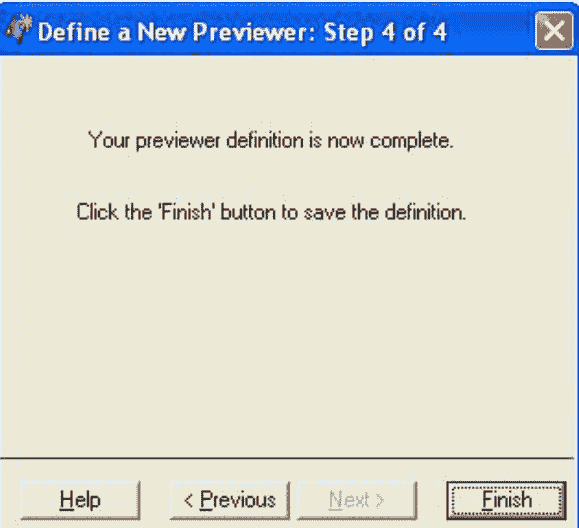 Define a New Previewer: Step 4 of 4
Your previewer definition is now complete.
Click the 'Finish' button to save the definition.
Help
< Previous
Next >
Finish